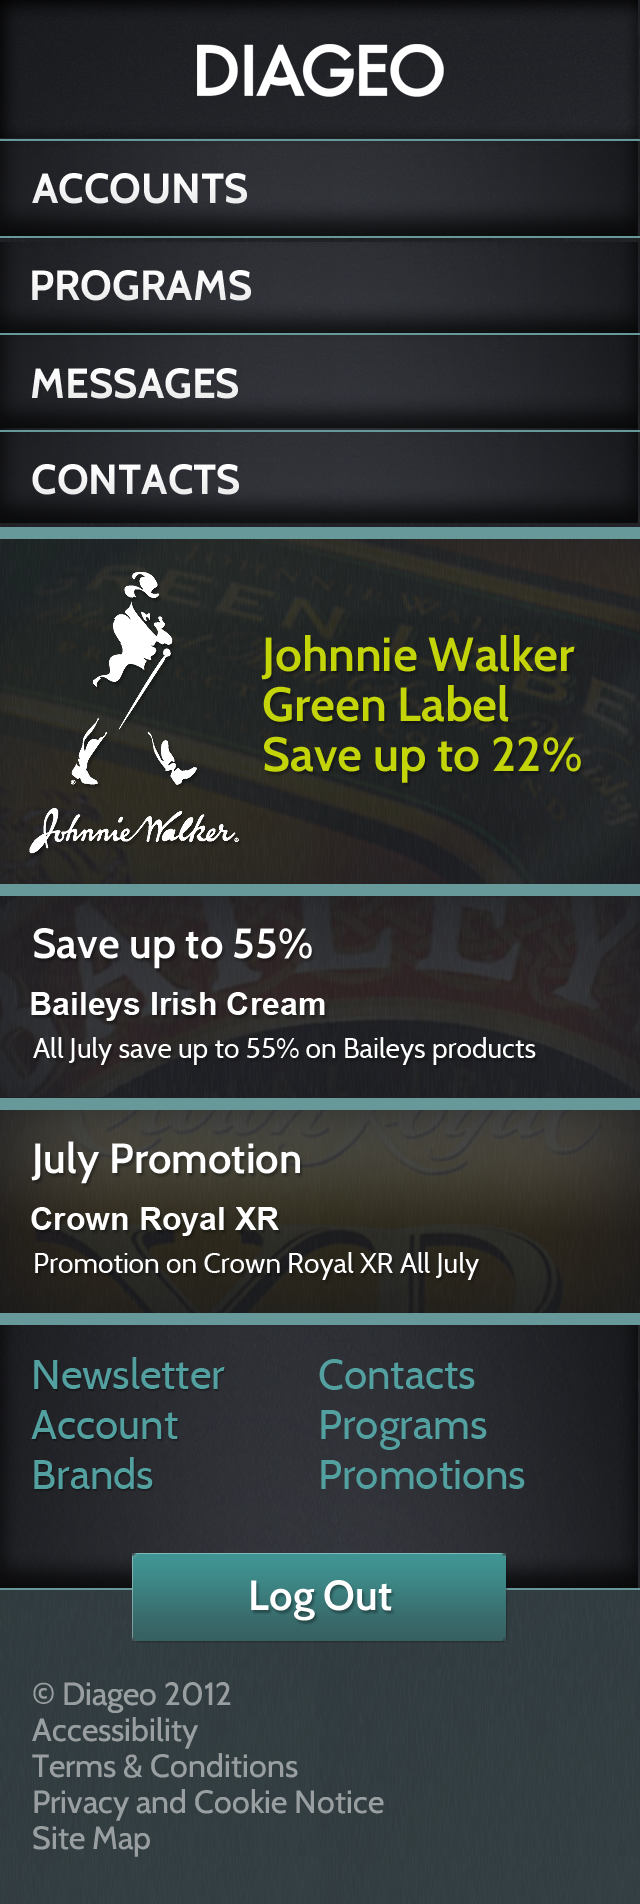 DIAGEO
ACCOUNTS
PROGRAMS
MESSAGES
CONTACTS
Johnnie Walker
Green Label
Save up to 22%
Johnnie Walker®
Save up to 55%
Baileys Irish Cream
All July save up to 55% on Baileys products
July Promotion
Crown Royal XR
Promotion on Crown Royal XR All July
Newsletter
Contacts
Account
Programs
Brands
Promotions
Log Out
© Diageo 2012
Accessibility
Terms & Conditions
Privacy and Cookie Notice
Site Map